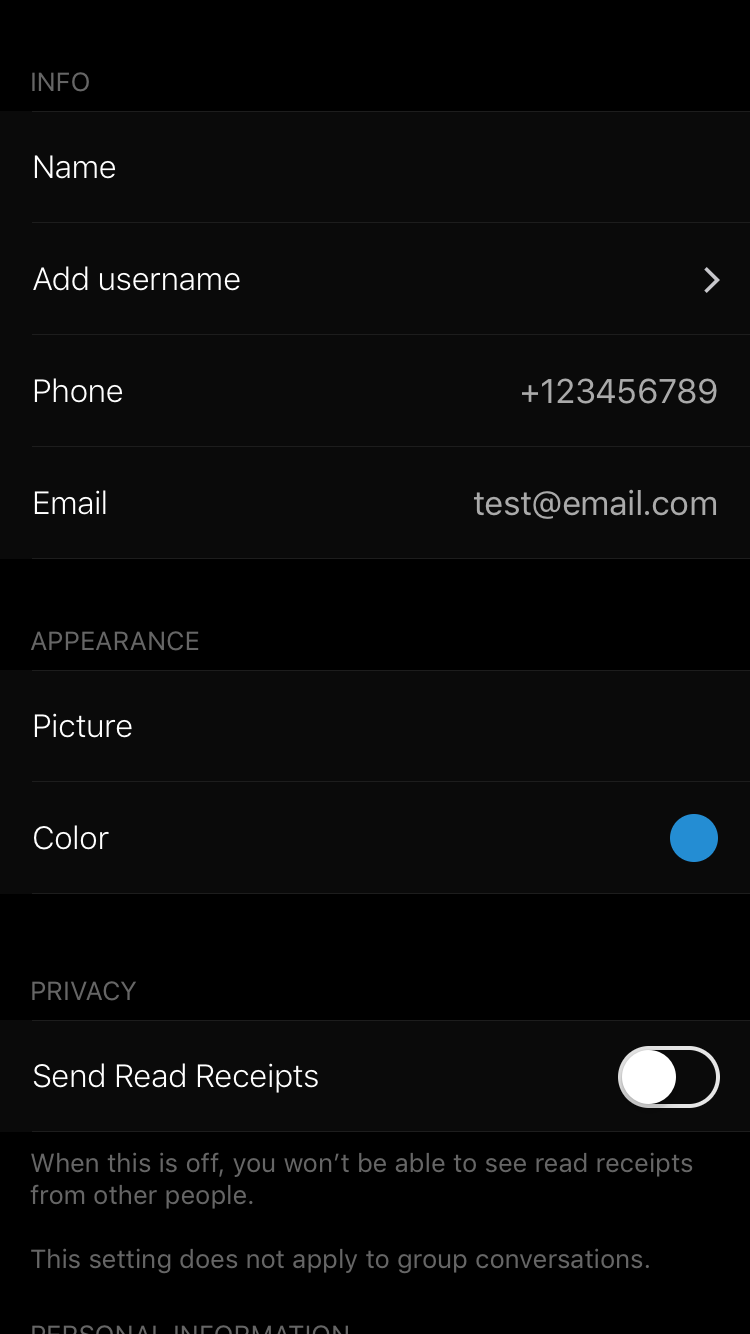 INFO
Name
Add username
Phone +123456789
Email test@email.com
APPEARANCE
Picture
Color
PRIVACY
Send Read Receipts
When this is off, you won’t be able to see read receipts
from other people.
This setting does not apply to group conversations.
PERSONAL INFORMATION